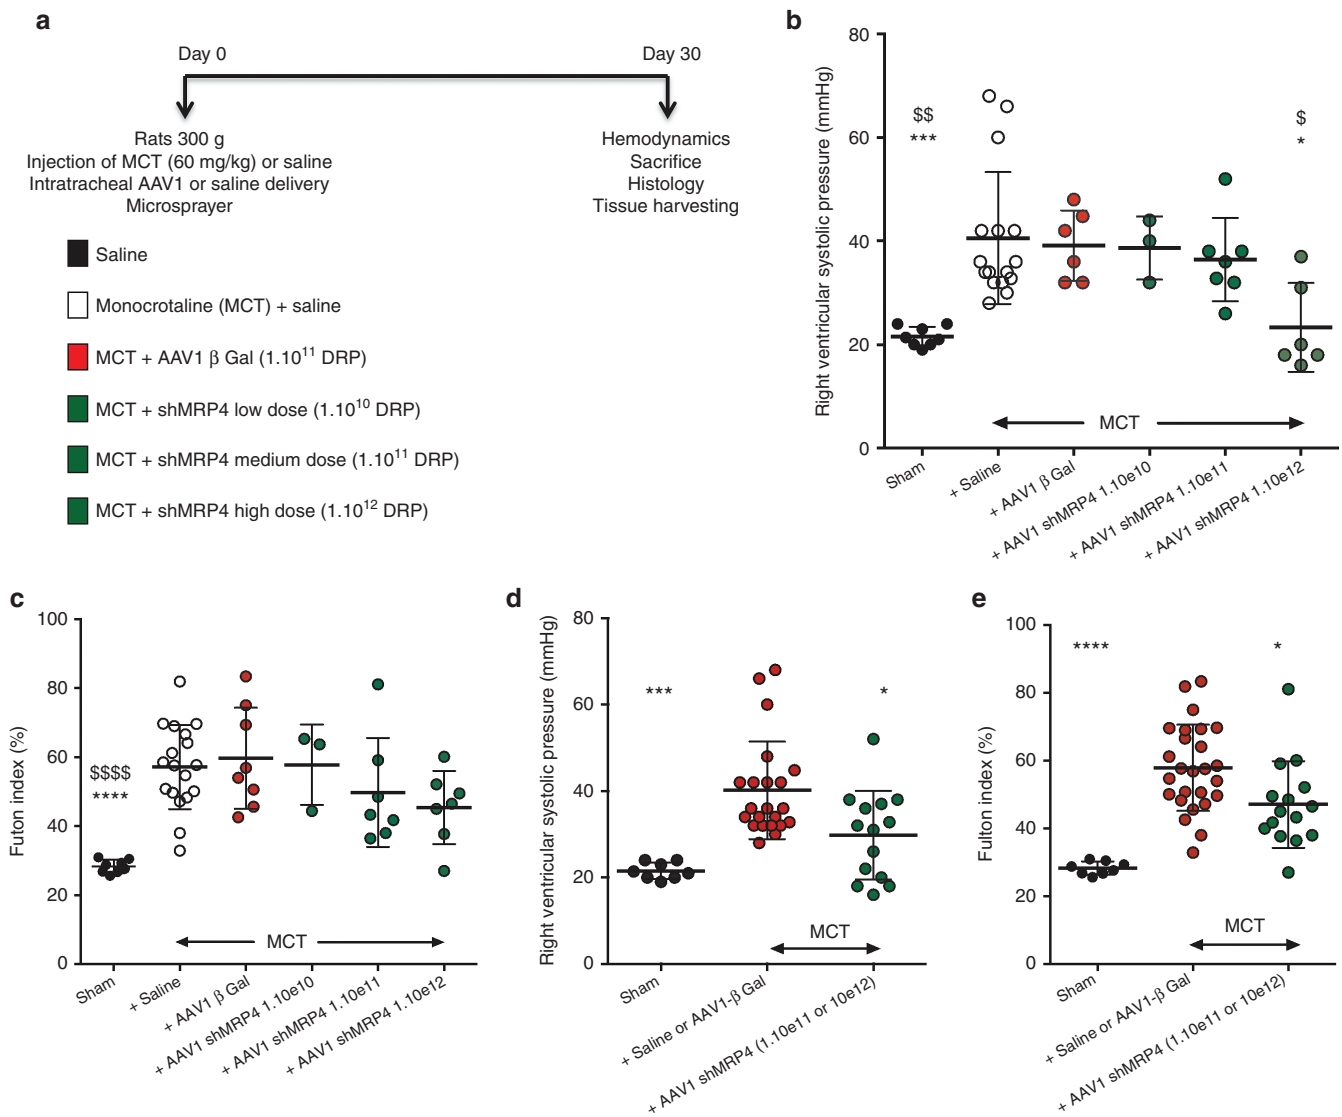 a
Day 0
Day 30
Rats 300 g
Injection of MCT (60 mg/kg) or saline
Intratracheal AAV1 or saline delivery
Microsprayer
Hemodynamics
Sacrifice
Histology
Tissue harvesting
Saline
Monocrotaline (MCT) + saline
MCT + AAV1 β Gal (1.10¹¹ DRP)
MCT + shMRP4 low dose (1.10¹⁰ DRP)
MCT + shMRP4 medium dose (1.10¹¹ DRP)
MCT + shMRP4 high dose (1.10¹² DRP)
b
Right ventricular systolic pressure (mmHg)
80
60
40
20
0
$$
***
$
*
MCT
Sham
+ Saline
+ AAV1 β Gal
+ AAV1 shMRP4 1.10e10
+ AAV1 shMRP4 1.10e11
+ AAV1 shMRP4 1.10e12
c
Futon index (%)
100
80
60
40
20
0
$$$$
****
MCT
Sham
+ Saline
+ AAV1 β Gal
+ AAV1 shMRP4 1.10e10
+ AAV1 shMRP4 1.10e11
+ AAV1 shMRP4 1.10e12
d
Right ventricular systolic pressure (mmHg)
80
60
40
20
0
***
*
MCT
Sham
+ Saline or AAV1-β Gal
+ AAV1 shMRP4 (1.10e11 or 10e12)
e
Fulton index (%)
100
80
60
40
20
0
****
*
MCT
Sham
+ Saline or AAV1-β Gal
+ AAV1 shMRP4 (1.10e11 or 10e12)